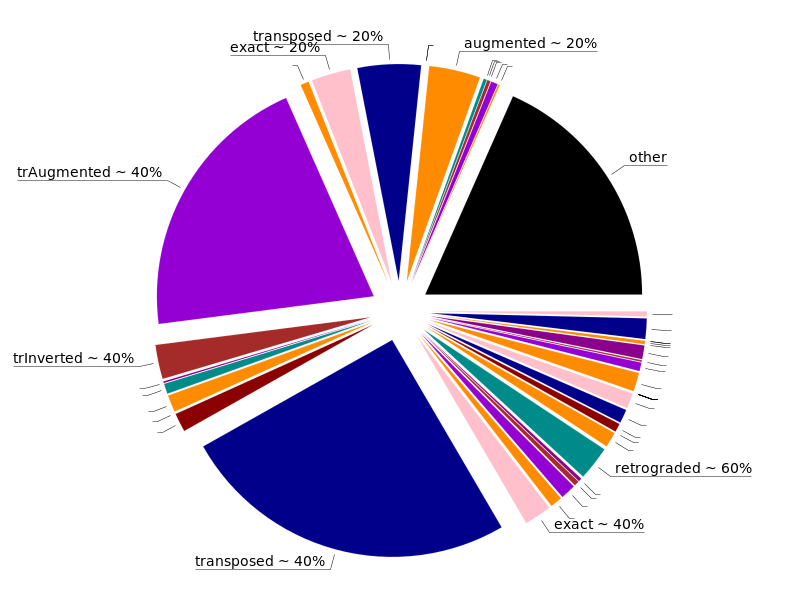 transposed ~ 20%
augmented ~ 20%
exact ~ 20%
other
trAugmented ~ 40%
trInverted ~ 40%
retrograded ~ 60%
exact ~ 40%
transposed ~ 40%